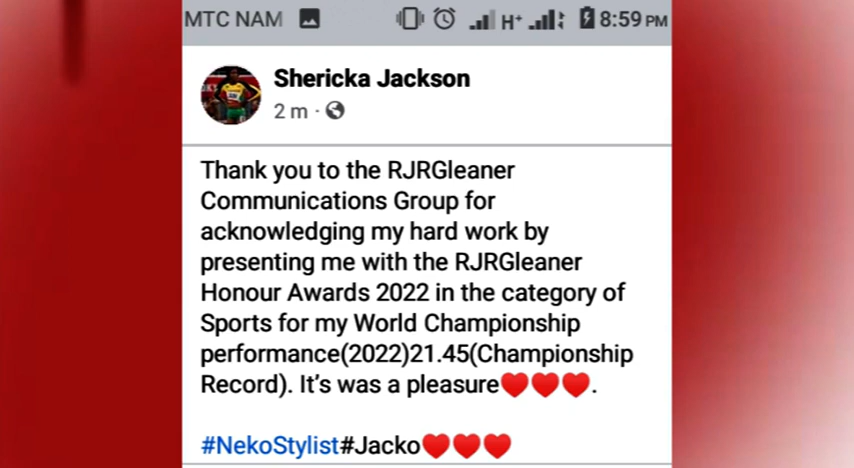 MTC NAM H+ 8:59 PM
Shericka Jackson
2 m ·
Thank you to the RJRGleaner
Communications Group for
acknowledging my hard work by
presenting me with the RJRGleaner
Honour Awards 2022 in the category of
Sports for my World Championship
performance(2022)21.45(Championship
Record). It's was a pleasure❤️❤️❤️.
#NekoStylist#Jacko❤️❤️❤️